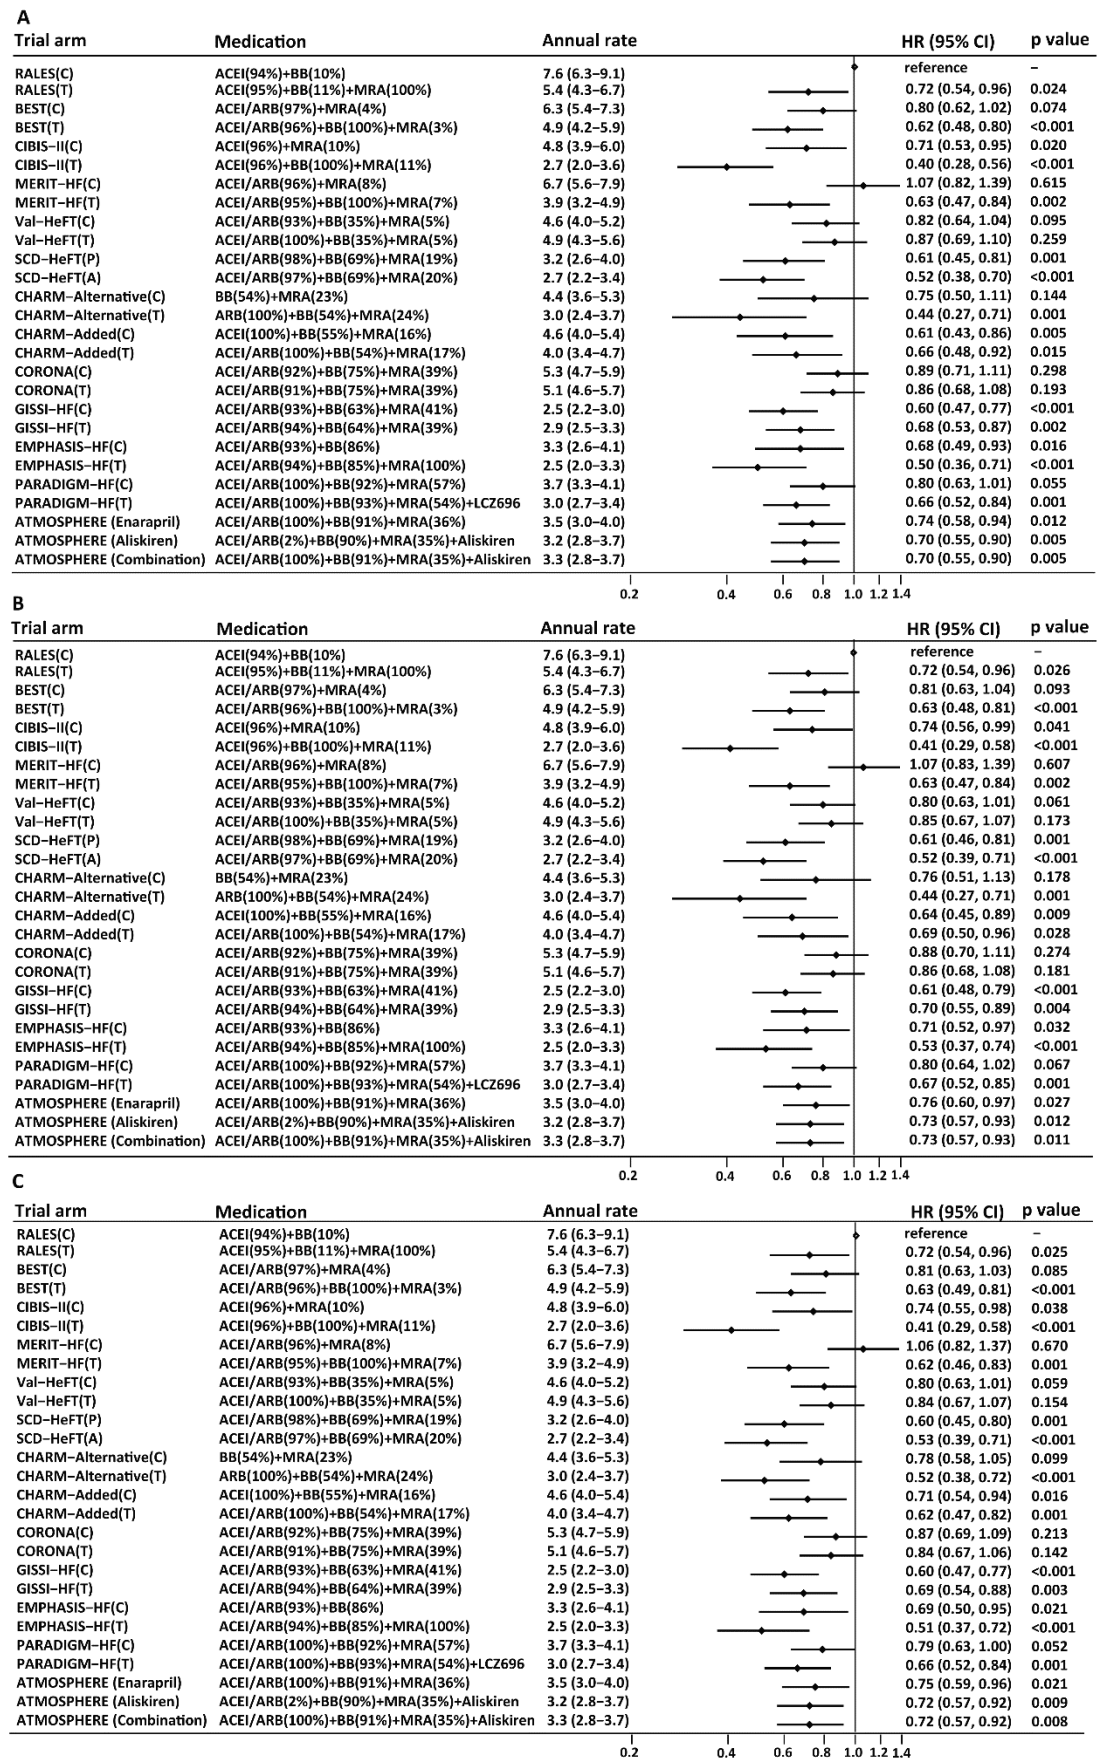 A
Trial arm Medication Annual rate HR (95% CI) p value
RALES(C) ACEI(94%)+BB(10%) 7.6 (6.3–9.1) reference –
RALES(T) ACEI(95%)+BB(11%)+MRA(100%) 5.4 (4.3–6.7) 0.72 (0.54, 0.96) 0.024
BEST(C) ACEI/ARB(97%)+MRA(4%) 6.3 (5.4–7.3) 0.80 (0.62, 1.02) 0.074
BEST(T) ACEI/ARB(96%)+BB(100%)+MRA(3%) 4.9 (4.2–5.9) 0.62 (0.48, 0.80) <0.001
CIBIS–II(C) ACEI(96%)+MRA(10%) 4.8 (3.9–6.0) 0.71 (0.53, 0.95) 0.020
CIBIS–II(T) ACEI(96%)+BB(100%)+MRA(11%) 2.7 (2.0–3.6) 0.40 (0.28, 0.56) <0.001
MERIT–HF(C) ACEI/ARB(96%)+MRA(8%) 6.7 (5.6–7.9) 1.07 (0.82, 1.39) 0.615
MERIT–HF(T) ACEI/ARB(95%)+BB(100%)+MRA(7%) 3.9 (3.2–4.9) 0.63 (0.47, 0.84) 0.002
Val–HeFT(C) ACEI/ARB(93%)+BB(35%)+MRA(5%) 4.6 (4.0–5.2) 0.82 (0.64, 1.04) 0.095
Val–HeFT(T) ACEI/ARB(100%)+BB(35%)+MRA(5%) 4.9 (4.3–5.6) 0.87 (0.69, 1.10) 0.259
SCD–HeFT(P) ACEI/ARB(98%)+BB(69%)+MRA(19%) 3.2 (2.6–4.0) 0.61 (0.45, 0.81) 0.001
SCD–HeFT(A) ACEI/ARB(97%)+BB(69%)+MRA(20%) 2.7 (2.2–3.4) 0.52 (0.38, 0.70) <0.001
CHARM–Alternative(C) BB(54%)+MRA(23%) 4.4 (3.6–5.3) 0.75 (0.50, 1.11) 0.144
CHARM–Alternative(T) ARB(100%)+BB(54%)+MRA(24%) 3.0 (2.4–3.7) 0.44 (0.27, 0.71) 0.001
CHARM–Added(C) ACEI(100%)+BB(55%)+MRA(16%) 4.6 (4.0–5.4) 0.61 (0.43, 0.86) 0.005
CHARM–Added(T) ACEI/ARB(100%)+BB(54%)+MRA(17%) 4.0 (3.4–4.7) 0.66 (0.48, 0.92) 0.015
CORONA(C) ACEI/ARB(92%)+BB(75%)+MRA(39%) 5.3 (4.7–5.9) 0.89 (0.71, 1.11) 0.298
CORONA(T) ACEI/ARB(91%)+BB(75%)+MRA(39%) 5.1 (4.6–5.7) 0.86 (0.68, 1.08) 0.193
GISSI–HF(C) ACEI/ARB(93%)+BB(63%)+MRA(41%) 2.5 (2.2–3.0) 0.60 (0.47, 0.77) <0.001
GISSI–HF(T) ACEI/ARB(94%)+BB(64%)+MRA(39%) 2.9 (2.5–3.3) 0.68 (0.53, 0.87) 0.002
EMPHASIS–HF(C) ACEI/ARB(93%)+BB(86%) 3.3 (2.6–4.1) 0.68 (0.49, 0.93) 0.016
EMPHASIS–HF(T) ACEI/ARB(94%)+BB(85%)+MRA(100%) 2.5 (2.0–3.3) 0.50 (0.36, 0.71) <0.001
PARADIGM–HF(C) ACEI/ARB(100%)+BB(92%)+MRA(57%) 3.7 (3.3–4.1) 0.80 (0.63, 1.01) 0.055
PARADIGM–HF(T) ACEI/ARB(100%)+BB(93%)+MRA(54%)+LCZ696 3.0 (2.7–3.4) 0.66 (0.52, 0.84) 0.001
ATMOSPHERE (Enarapril) ACEI/ARB(100%)+BB(91%)+MRA(36%) 3.5 (3.0–4.0) 0.74 (0.58, 0.94) 0.012
ATMOSPHERE (Aliskiren) ACEI/ARB(2%)+BB(90%)+MRA(35%)+Aliskiren 3.2 (2.8–3.7) 0.70 (0.55, 0.90) 0.005
ATMOSPHERE (Combination) ACEI/ARB(100%)+BB(91%)+MRA(35%)+Aliskiren 3.3 (2.8–3.7) 0.70 (0.55, 0.90) 0.005
0.2 0.4 0.6 0.8 1.0 1.2 1.4
B
Trial arm Medication Annual rate HR (95% CI) p value
RALES(C) ACEI(94%)+BB(10%) 7.6 (6.3–9.1) reference –
RALES(T) ACEI(95%)+BB(11%)+MRA(100%) 5.4 (4.3–6.7) 0.72 (0.54, 0.96) 0.026
BEST(C) ACEI/ARB(97%)+MRA(4%) 6.3 (5.4–7.3) 0.81 (0.63, 1.04) 0.093
BEST(T) ACEI/ARB(96%)+BB(100%)+MRA(3%) 4.9 (4.2–5.9) 0.63 (0.48, 0.81) <0.001
CIBIS–II(C) ACEI(96%)+MRA(10%) 4.8 (3.9–6.0) 0.74 (0.56, 0.99) 0.041
CIBIS–II(T) ACEI(96%)+BB(100%)+MRA(11%) 2.7 (2.0–3.6) 0.41 (0.29, 0.58) <0.001
MERIT–HF(C) ACEI/ARB(96%)+MRA(8%) 6.7 (5.6–7.9) 1.07 (0.83, 1.39) 0.607
MERIT–HF(T) ACEI/ARB(95%)+BB(100%)+MRA(7%) 3.9 (3.2–4.9) 0.63 (0.47, 0.84) 0.002
Val–HeFT(C) ACEI/ARB(93%)+BB(35%)+MRA(5%) 4.6 (4.0–5.2) 0.80 (0.63, 1.01) 0.061
Val–HeFT(T) ACEI/ARB(100%)+BB(35%)+MRA(5%) 4.9 (4.3–5.6) 0.85 (0.67, 1.07) 0.173
SCD–HeFT(P) ACEI/ARB(98%)+BB(69%)+MRA(19%) 3.2 (2.6–4.0) 0.61 (0.46, 0.81) 0.001
SCD–HeFT(A) ACEI/ARB(97%)+BB(69%)+MRA(20%) 2.7 (2.2–3.4) 0.52 (0.39, 0.71) <0.001
CHARM–Alternative(C) BB(54%)+MRA(23%) 4.4 (3.6–5.3) 0.76 (0.51, 1.13) 0.178
CHARM–Alternative(T) ARB(100%)+BB(54%)+MRA(24%) 3.0 (2.4–3.7) 0.44 (0.27, 0.71) 0.001
CHARM–Added(C) ACEI(100%)+BB(55%)+MRA(16%) 4.6 (4.0–5.4) 0.64 (0.45, 0.89) 0.009
CHARM–Added(T) ACEI/ARB(100%)+BB(54%)+MRA(17%) 4.0 (3.4–4.7) 0.69 (0.50, 0.96) 0.028
CORONA(C) ACEI/ARB(92%)+BB(75%)+MRA(39%) 5.3 (4.7–5.9) 0.88 (0.70, 1.11) 0.274
CORONA(T) ACEI/ARB(91%)+BB(75%)+MRA(39%) 5.1 (4.6–5.7) 0.86 (0.68, 1.08) 0.181
GISSI–HF(C) ACEI/ARB(93%)+BB(63%)+MRA(41%) 2.5 (2.2–3.0) 0.61 (0.48, 0.79) <0.001
GISSI–HF(T) ACEI/ARB(94%)+BB(64%)+MRA(39%) 2.9 (2.5–3.3) 0.70 (0.55, 0.89) 0.004
EMPHASIS–HF(C) ACEI/ARB(93%)+BB(86%) 3.3 (2.6–4.1) 0.71 (0.52, 0.97) 0.032
EMPHASIS–HF(T) ACEI/ARB(94%)+BB(85%)+MRA(100%) 2.5 (2.0–3.3) 0.53 (0.37, 0.74) <0.001
PARADIGM–HF(C) ACEI/ARB(100%)+BB(92%)+MRA(57%) 3.7 (3.3–4.1) 0.80 (0.64, 1.02) 0.067
PARADIGM–HF(T) ACEI/ARB(100%)+BB(93%)+MRA(54%)+LCZ696 3.0 (2.7–3.4) 0.67 (0.52, 0.85) 0.001
ATMOSPHERE (Enarapril) ACEI/ARB(100%)+BB(91%)+MRA(36%) 3.5 (3.0–4.0) 0.76 (0.60, 0.97) 0.027
ATMOSPHERE (Aliskiren) ACEI/ARB(2%)+BB(90%)+MRA(35%)+Aliskiren 3.2 (2.8–3.7) 0.73 (0.57, 0.93) 0.012
ATMOSPHERE (Combination) ACEI/ARB(100%)+BB(91%)+MRA(35%)+Aliskiren 3.3 (2.8–3.7) 0.73 (0.57, 0.93) 0.011
0.2 0.4 0.6 0.8 1.0 1.2 1.4
C
Trial arm Medication Annual rate HR (95% CI) p value
RALES(C) ACEI(94%)+BB(10%) 7.6 (6.3–9.1) reference –
RALES(T) ACEI(95%)+BB(11%)+MRA(100%) 5.4 (4.3–6.7) 0.72 (0.54, 0.96) 0.025
BEST(C) ACEI/ARB(97%)+MRA(4%) 6.3 (5.4–7.3) 0.81 (0.63, 1.03) 0.085
BEST(T) ACEI/ARB(96%)+BB(100%)+MRA(3%) 4.9 (4.2–5.9) 0.63 (0.49, 0.81) <0.001
CIBIS–II(C) ACEI(96%)+MRA(10%) 4.8 (3.9–6.0) 0.74 (0.55, 0.98) 0.038
CIBIS–II(T) ACEI(96%)+BB(100%)+MRA(11%) 2.7 (2.0–3.6) 0.41 (0.29, 0.58) <0.001
MERIT–HF(C) ACEI/ARB(96%)+MRA(8%) 6.7 (5.6–7.9) 1.06 (0.82, 1.37) 0.670
MERIT–HF(T) ACEI/ARB(95%)+BB(100%)+MRA(7%) 3.9 (3.2–4.9) 0.62 (0.46, 0.83) 0.001
Val–HeFT(C) ACEI/ARB(93%)+BB(35%)+MRA(5%) 4.6 (4.0–5.2) 0.80 (0.63, 1.01) 0.059
Val–HeFT(T) ACEI/ARB(100%)+BB(35%)+MRA(5%) 4.9 (4.3–5.6) 0.84 (0.67, 1.07) 0.154
SCD–HeFT(P) ACEI/ARB(98%)+BB(69%)+MRA(19%) 3.2 (2.6–4.0) 0.60 (0.45, 0.80) 0.001
SCD–HeFT(A) ACEI/ARB(97%)+BB(69%)+MRA(20%) 2.7 (2.2–3.4) 0.53 (0.39, 0.71) <0.001
CHARM–Alternative(C) BB(54%)+MRA(23%) 4.4 (3.6–5.3) 0.78 (0.58, 1.05) 0.099
CHARM–Alternative(T) ARB(100%)+BB(54%)+MRA(24%) 3.0 (2.4–3.7) 0.52 (0.38, 0.72) <0.001
CHARM–Added(C) ACEI(100%)+BB(55%)+MRA(16%) 4.6 (4.0–5.4) 0.71 (0.54, 0.94) 0.016
CHARM–Added(T) ACEI/ARB(100%)+BB(54%)+MRA(17%) 4.0 (3.4–4.7) 0.62 (0.47, 0.82) 0.001
CORONA(C) ACEI/ARB(92%)+BB(75%)+MRA(39%) 5.3 (4.7–5.9) 0.87 (0.69, 1.09) 0.213
CORONA(T) ACEI/ARB(91%)+BB(75%)+MRA(39%) 5.1 (4.6–5.7) 0.84 (0.67, 1.06) 0.142
GISSI–HF(C) ACEI/ARB(93%)+BB(63%)+MRA(41%) 2.5 (2.2–3.0) 0.60 (0.47, 0.77) <0.001
GISSI–HF(T) ACEI/ARB(94%)+BB(64%)+MRA(39%) 2.9 (2.5–3.3) 0.69 (0.54, 0.88) 0.003
EMPHASIS–HF(C) ACEI/ARB(93%)+BB(86%) 3.3 (2.6–4.1) 0.69 (0.50, 0.95) 0.021
EMPHASIS–HF(T) ACEI/ARB(94%)+BB(85%)+MRA(100%) 2.5 (2.0–3.3) 0.51 (0.37, 0.72) <0.001
PARADIGM–HF(C) ACEI/ARB(100%)+BB(92%)+MRA(57%) 3.7 (3.3–4.1) 0.79 (0.63, 1.00) 0.052
PARADIGM–HF(T) ACEI/ARB(100%)+BB(93%)+MRA(54%)+LCZ696 3.0 (2.7–3.4) 0.66 (0.52, 0.84) 0.001
ATMOSPHERE (Enarapril) ACEI/ARB(100%)+BB(91%)+MRA(36%) 3.5 (3.0–4.0) 0.75 (0.59, 0.96) 0.021
ATMOSPHERE (Aliskiren) ACEI/ARB(2%)+BB(90%)+MRA(35%)+Aliskiren 3.2 (2.8–3.7) 0.72 (0.57, 0.92) 0.009
ATMOSPHERE (Combination) ACEI/ARB(100%)+BB(91%)+MRA(35%)+Aliskiren 3.3 (2.8–3.7) 0.72 (0.57, 0.92) 0.008
0.2 0.4 0.6 0.8 1.0 1.2 1.4